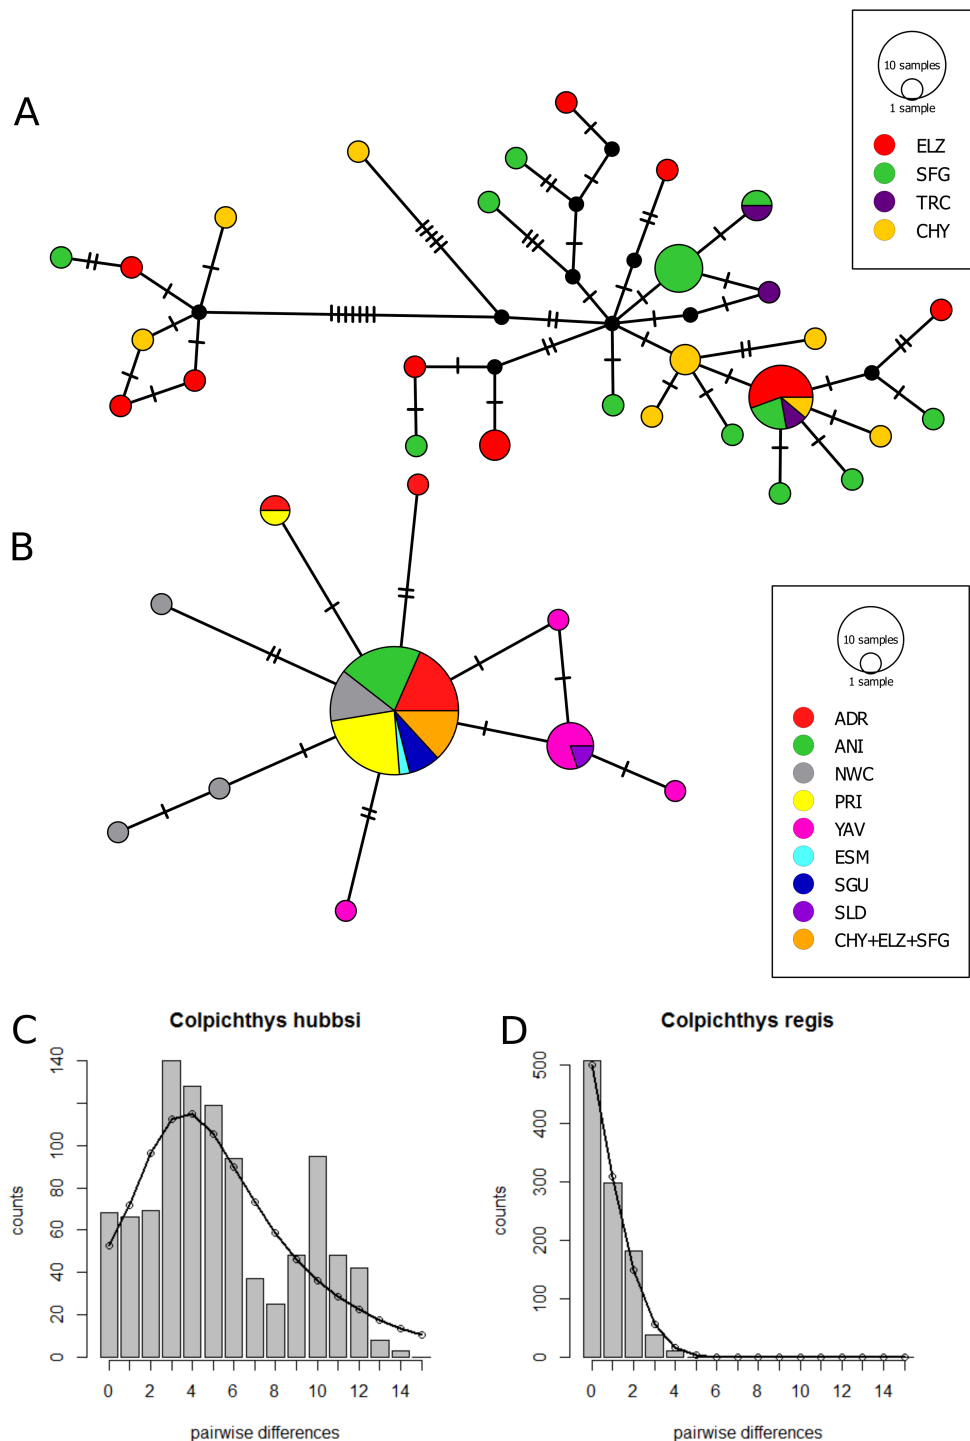 A
10 samples
1 sample
ELZ
SFG
TRC
CHY
B
10 samples
1 sample
ADR
ANI
NWC
PRI
YAV
ESM
SGU
SLD
CHY+ELZ+SFG
C
Colpichthys hubbsi
counts
0 20 40 60 80 100 140
0 2 4 6 8 10 12 14
pairwise differences
D
Colpichthys regis
counts
0 100 200 300 400 500
0 2 4 6 8 10 12 14
pairwise differences